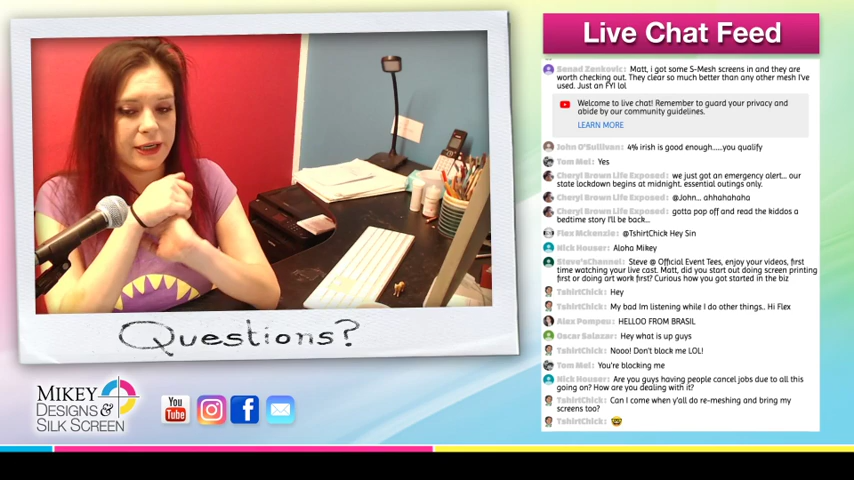 Live Chat Feed
Senad Zenkovic: Matt, i got some S-Mesh screens in and they are
worth checking out. They clear so much better than any other mesh I've
used. Just an FYI lol
Welcome to live chat! Remember to guard your privacy and
abide by our community guidelines.
LEARN MORE
John O'Sullivan: 4% irish is good enough.....you qualify
Tom Mel: Yes
Cheryl Brown Life Exposed: we just got an emergency alert... our
state lockdown begins at midnight. essential outings only.
Cheryl Brown Life Exposed: @John... ahhahahaha
Cheryl Brown Life Exposed: gotta pop off and read the kiddos a
bedtime story I'll be back...
Flex Mckenzie: @TshirtChick Hey Sin
Nick Houser: Aloha Mikey
Steve'sChannel: Steve @ Official Event Tees, enjoy your videos, first
time watching your live cast. Matt, did you start out doing screen printing
first or doing art work first? Curious how you got started in the biz
TshirtChick: Hey
TshirtChick: My bad Im listening while I do other things.. Hi Flex
Alex Pompeu: HELLOO FROM BRASIL
Oscar Salazar: Hey what is up guys
TshirtChick: Nooo! Don't block me LOL!
Tom Mel: You're blocking me
Nick Houser: Are you guys having people cancel jobs due to all this
going on? How are you dealing with it?
TshirtChick: Can I come when y'all do re-meshing and bring my
screens too?
TshirtChick: 🤓
Questions?
MIKEY
DESIGNS &
SILK SCREEN
You
Tube